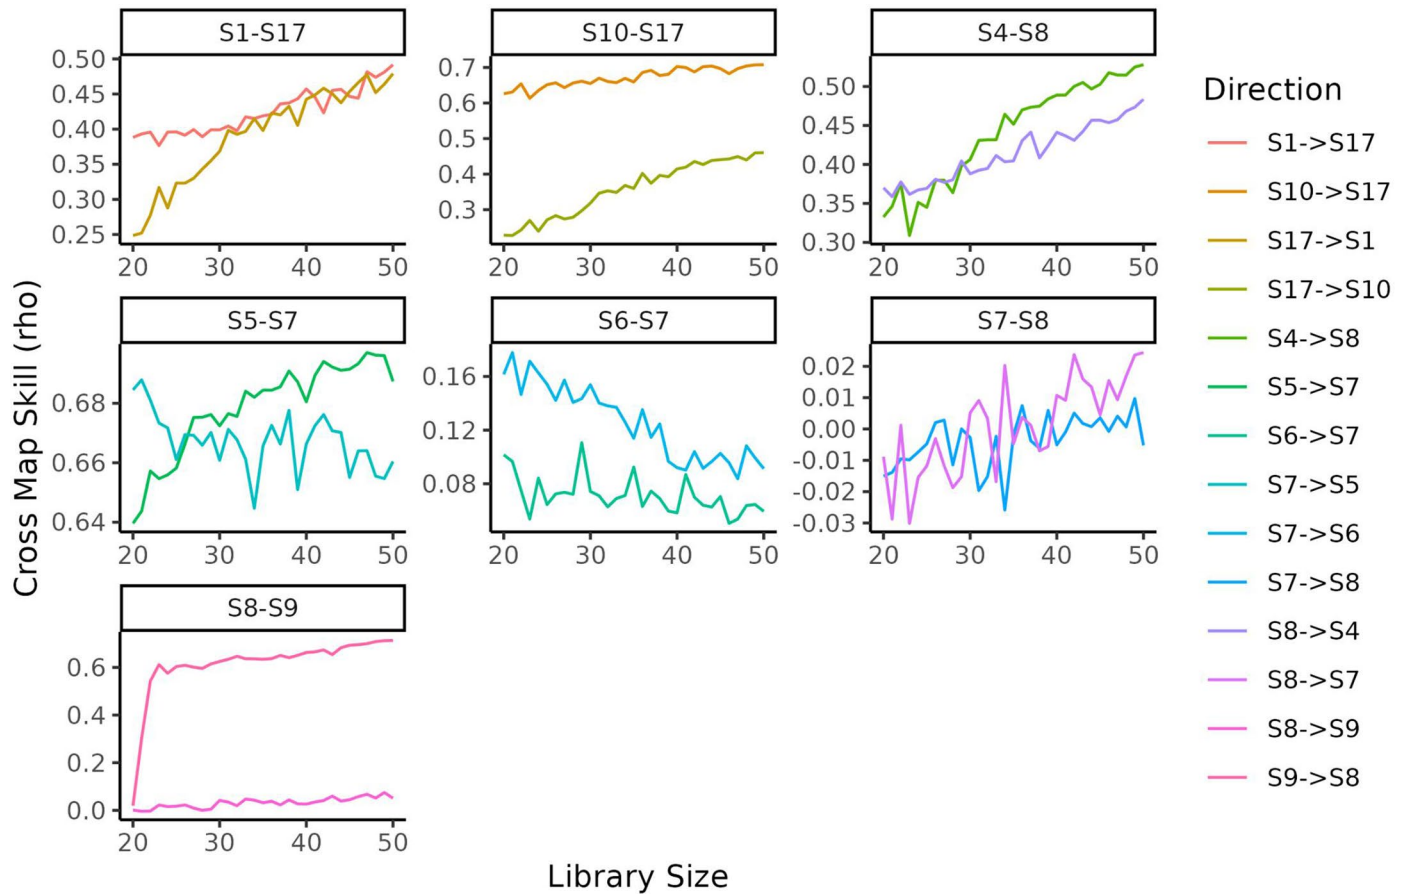 S1-S17
S10-S17
S4-S8
0.50
0.45
0.40
0.35
0.30
0.25
20 30 40 50
0.7
0.6
0.5
0.4
0.3
20 30 40 50
0.50
0.45
0.40
0.35
0.30
20 30 40 50
S5-S7
S6-S7
S7-S8
0.68
0.66
0.64
20 30 40 50
0.16
0.12
0.08
20 30 40 50
0.02
0.01
0.00
-0.01
-0.02
-0.03
20 30 40 50
S8-S9
0.6
0.4
0.2
0.0
20 30 40 50
Cross Map Skill (rho)
Library Size
Direction
S1->S17
S10->S17
S17->S1
S17->S10
S4->S8
S5->S7
S6->S7
S7->S5
S7->S6
S7->S8
S8->S4
S8->S7
S8->S9
S9->S8